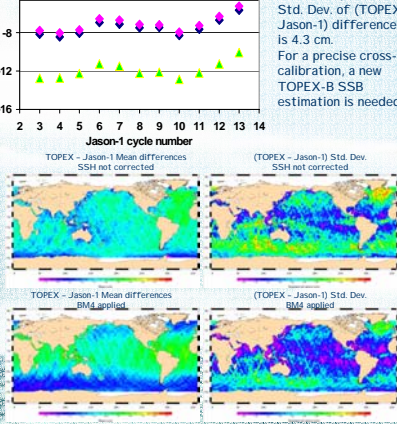 Std. Dev. of (TOPEX
Jason-1) difference
is 4.3 cm.
For a precise cross-
calibration, a new
TOPEX-B SSB
estimation is needed
-8
-12
-16
2 3 4 5 6 7 8 9 10 11 12 13 14
Jason-1 cycle number
TOPEX - Jason-1 Mean differences
SSH not corrected
(TOPEX - Jason-1) Std. Dev.
SSH not corrected
TOPEX - Jason-1 Mean differences
BM4 applied
(TOPEX - Jason-1) Std. Dev.
BM4 applied